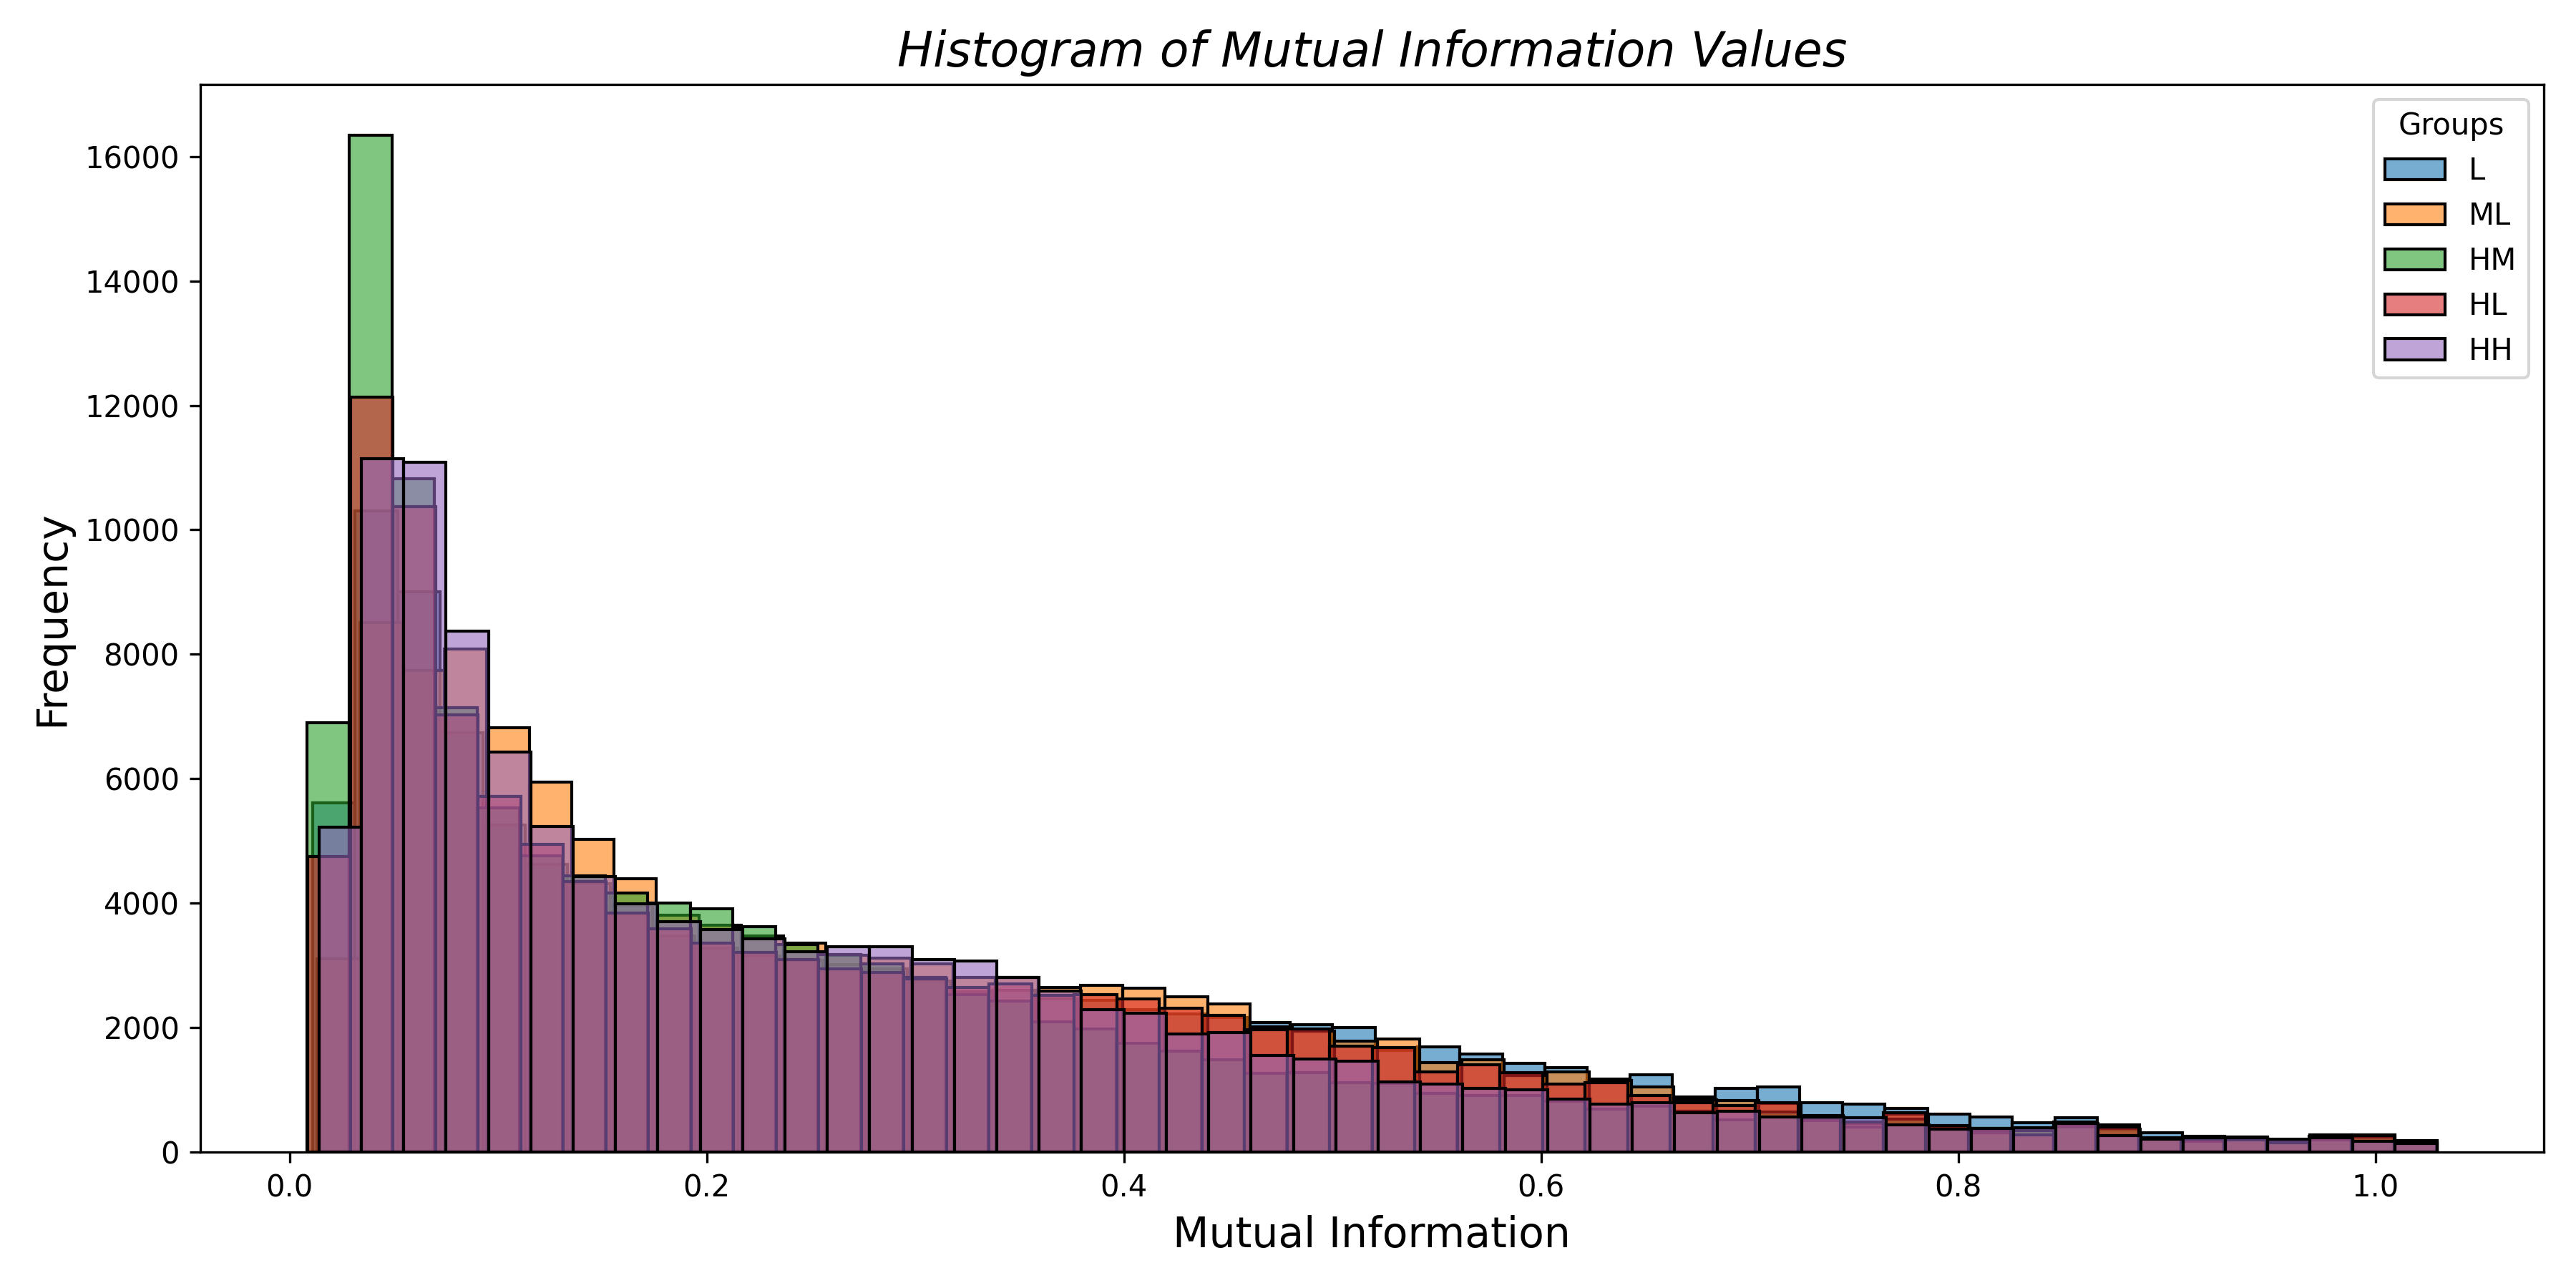 Histogram of Mutual Information Values
Groups
L
ML
HM
HL
HH
16000
14000
12000
10000
8000
6000
4000
2000
0
Frequency
0.0 0.2 0.4 0.6 0.8 1.0
Mutual Information